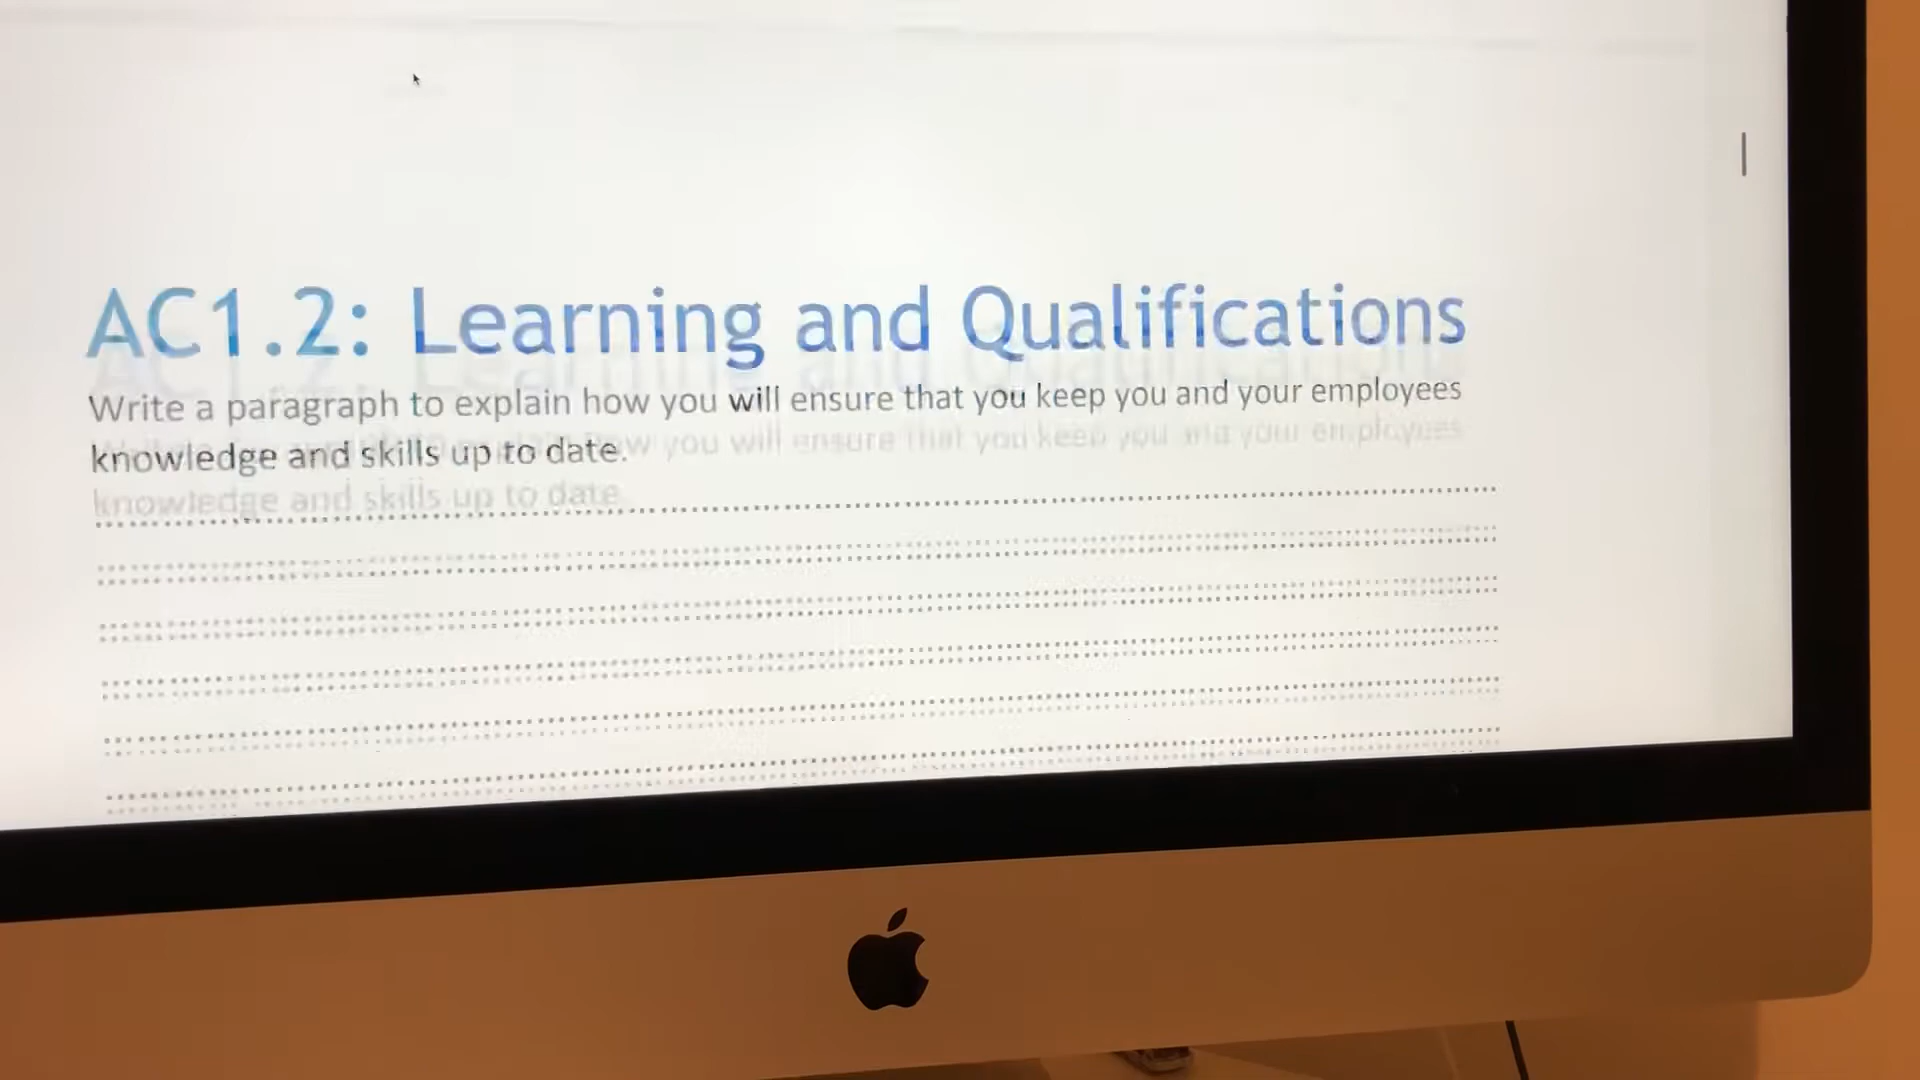 AC1.2: Learning and Qualifications
Write a paragraph to explain how you will ensure that you keep you and your employees
knowledge and skills up to date.